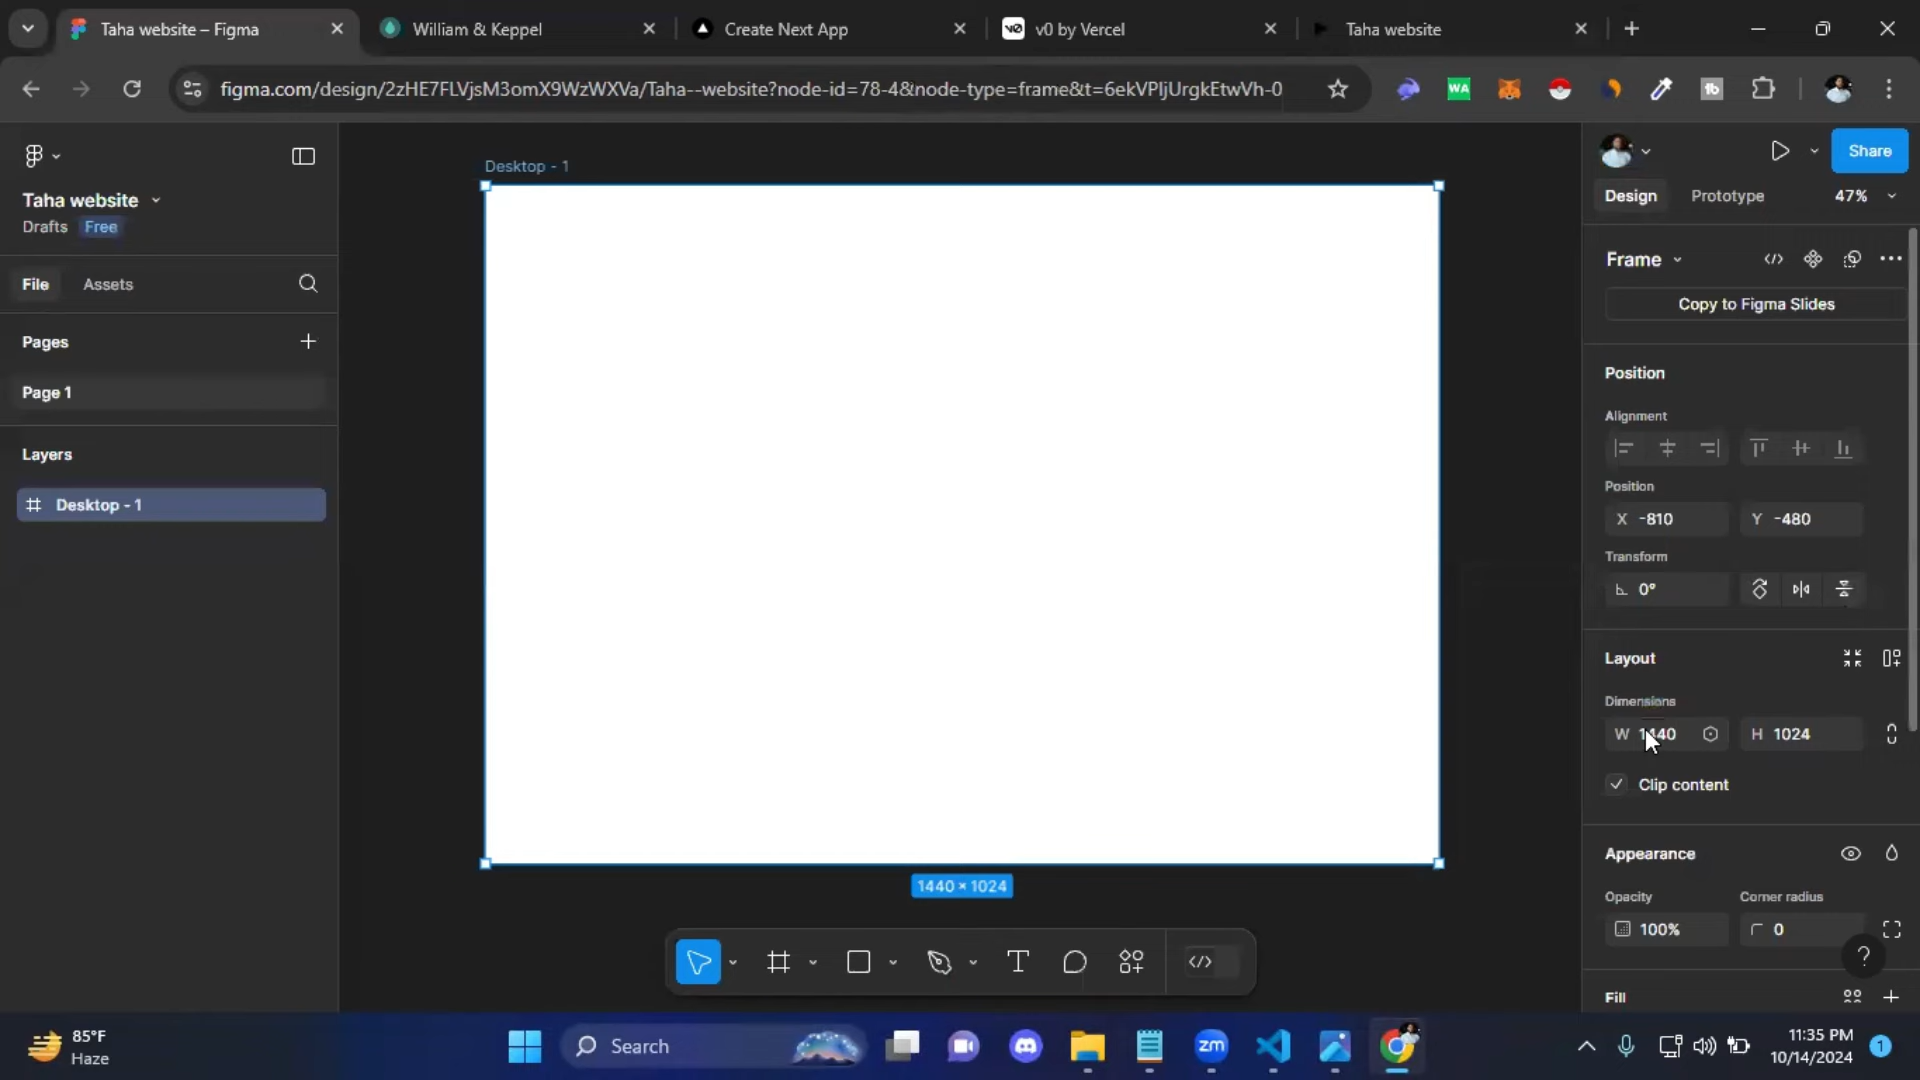 Taha website – Figma
William & Keppel
Create Next App
v0 by Vercel
Taha website
figma.com/design/2zHE7FLVjsM3omX9WzWXVa/Taha--website?node-id=78-4&node-type=frame&t=6ekVPljUrgkEtwVh-0
WA
Taha website
Drafts Free
File Assets
Pages
Page 1
Layers
Desktop - 1
Desktop - 1
1440 × 1024
Share
Design Prototype 47%
Frame
Copy to Figma Slides
Position
Alignment
Position
X -810 Y -480
Transform
0°
Layout
Dimensions
W 1440 H 1024
Clip content
Appearance
Opacity Corner radius
100% 0
?
Fill
85°F
Haze
Search
zm
11:35 PM
10/14/2024
1